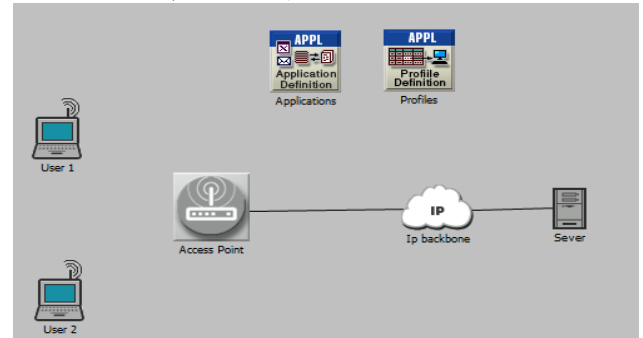 APPL
Application
Definition
Applications
APPL
Profile
Definition
Profiles
User 1
Access Point
IP
Ip backbone
Sever
User 2